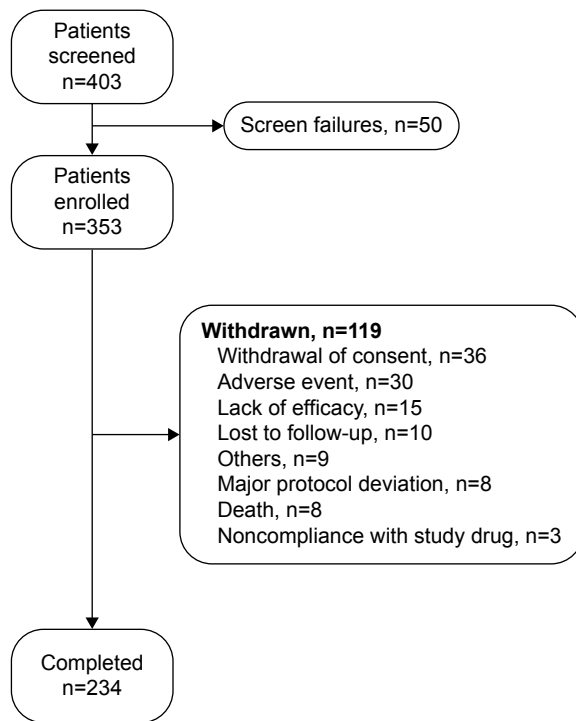 Patients
screened
n=403
Screen failures, n=50
Patients
enrolled
n=353
Withdrawn, n=119
Withdrawal of consent, n=36
Adverse event, n=30
Lack of efficacy, n=15
Lost to follow-up, n=10
Others, n=9
Major protocol deviation, n=8
Death, n=8
Noncompliance with study drug, n=3
Completed
n=234